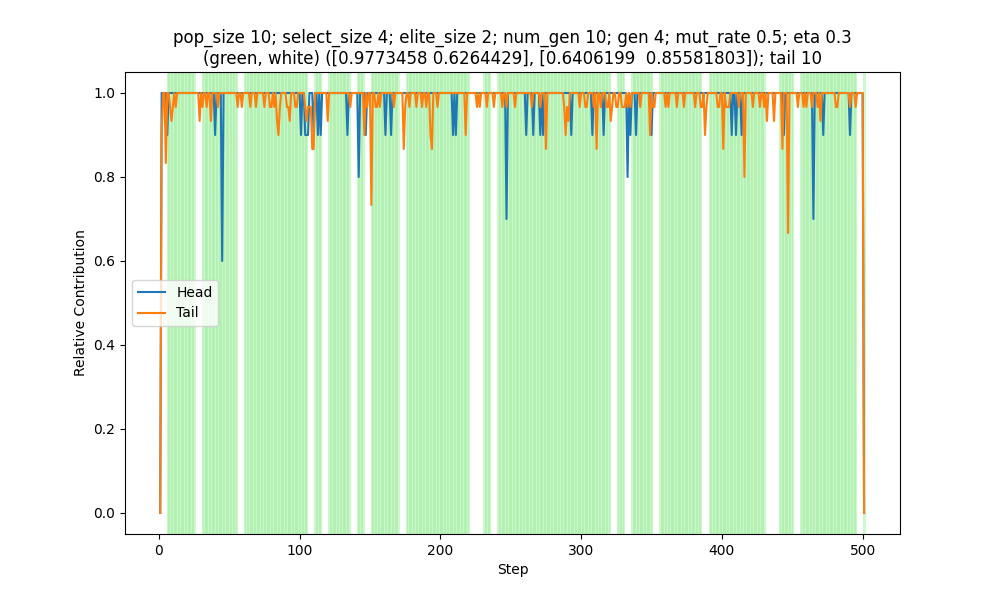 pop_size 10; select_size 4; elite_size 2; num_gen 10; gen 4; mut_rate 0.5; eta 0.3
(green, white) ([0.9773458 0.6264429], [0.6406199  0.85581803]); tail 10
1.0
0.8
0.6
0.4
0.2
0.0
Relative Contribution
Head
Tail
0
100
200
300
400
500
Step